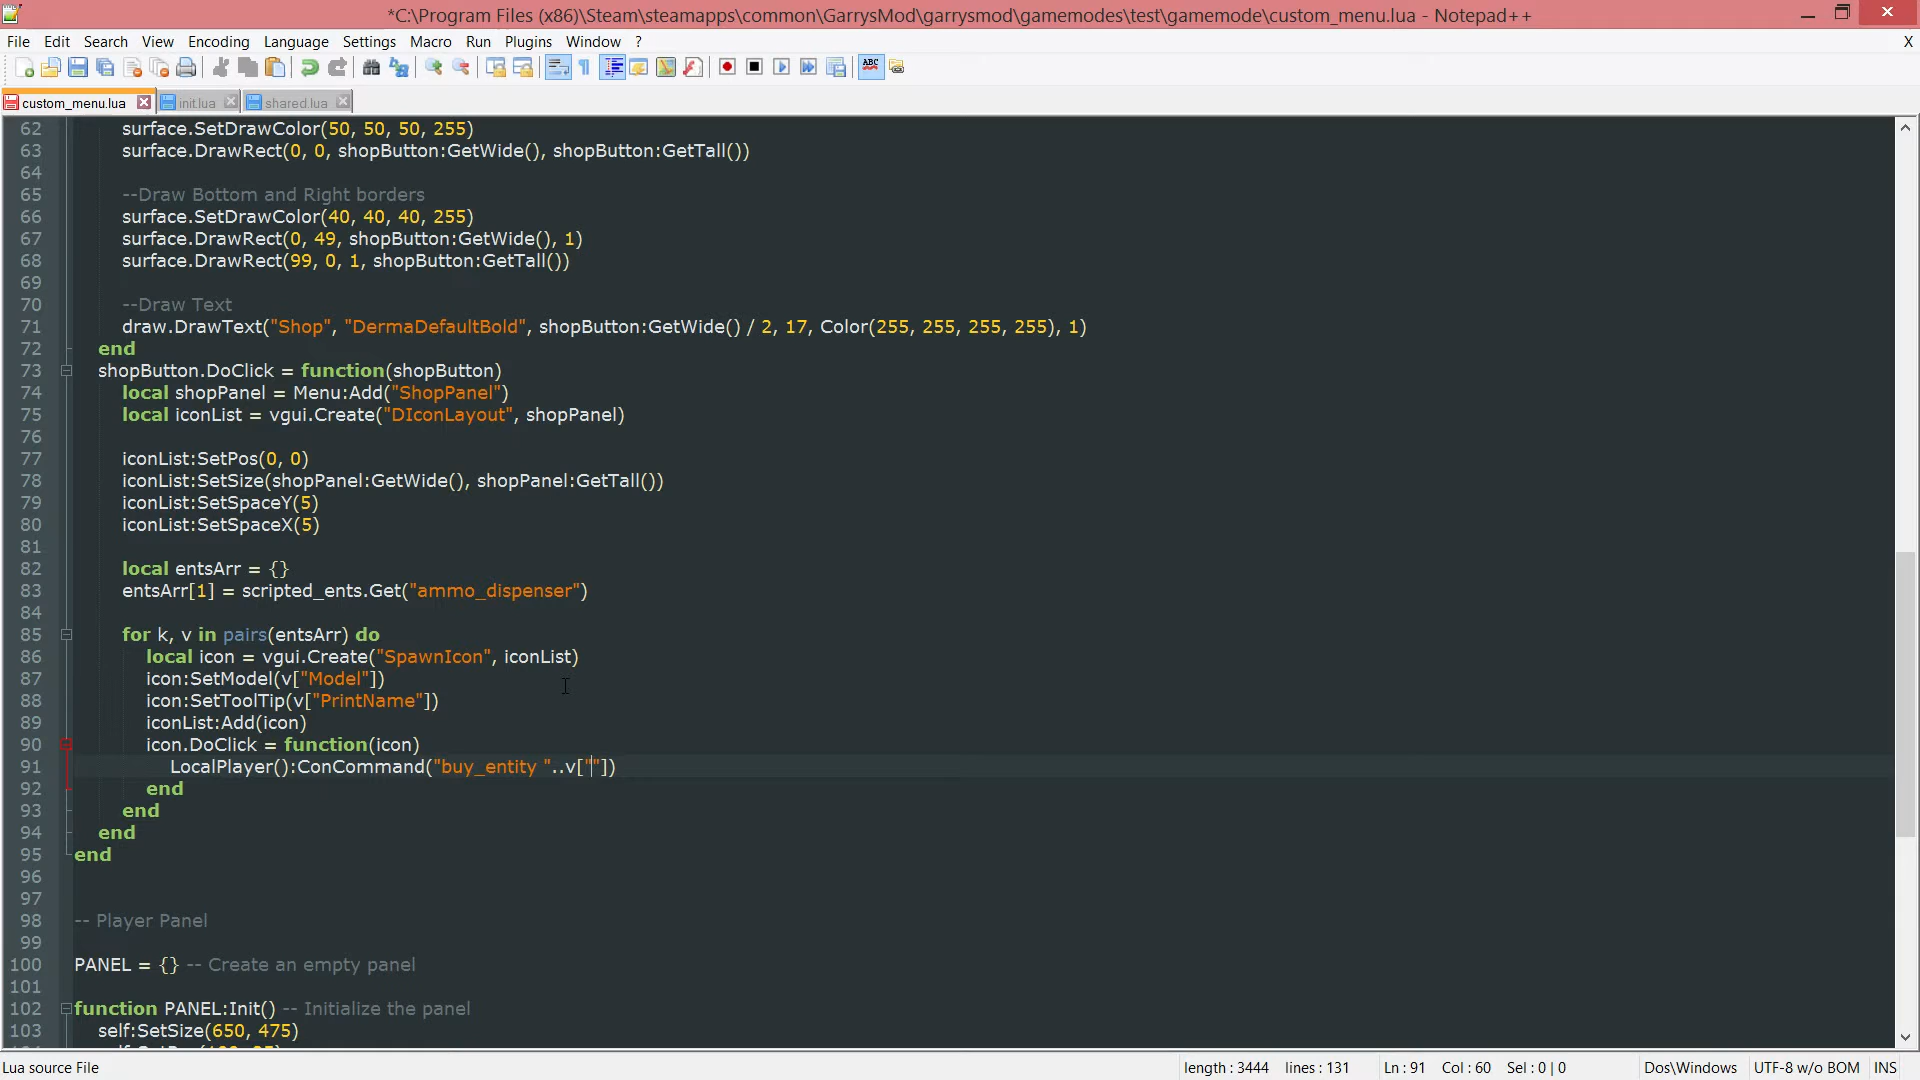 *C:\Program Files (x86)\Steam\steamapps\common\GarrysMod\garrysmod\gamemodes\test\gamemode\custom_menu.lua - Notepad++
File Edit Search View Encoding Language Settings Macro Run Plugins Window ? X
ABC
custom_menu.lua init.lua shared.lua
62 surface.SetDrawColor(50, 50, 50, 255)
63 surface.DrawRect(0, 0, shopButton:GetWide(), shopButton:GetTall())
64
65 --Draw Bottom and Right borders
66 surface.SetDrawColor(40, 40, 40, 255)
67 surface.DrawRect(0, 49, shopButton:GetWide(), 1)
68 surface.DrawRect(99, 0, 1, shopButton:GetTall())
69
70 --Draw Text
71 draw.DrawText("Shop", "DermaDefaultBold", shopButton:GetWide() / 2, 17, Color(255, 255, 255, 255), 1)
72 end
73 shopButton.DoClick = function(shopButton)
74 local shopPanel = Menu:Add("ShopPanel")
75 local iconList = vgui.Create("DIconLayout", shopPanel)
76
77 iconList:SetPos(0, 0)
78 iconList:SetSize(shopPanel:GetWide(), shopPanel:GetTall())
79 iconList:SetSpaceY(5)
80 iconList:SetSpaceX(5)
81
82 local entsArr = {}
83 entsArr[1] = scripted_ents.Get("ammo_dispenser")
84
85 for k, v in pairs(entsArr) do
86 local icon = vgui.Create("SpawnIcon", iconList)
87 icon:SetModel(v["Model"])
88 icon:SetToolTip(v["PrintName"])
89 iconList:Add(icon)
90 icon.DoClick = function(icon)
91 LocalPlayer():ConCommand("buy_entity "..v[""])
92 end
93 end
94 end
95 end
96
97
98 -- Player Panel
99
100 PANEL = {} -- Create an empty panel
101
102 function PANEL:Init() -- Initialize the panel
103 self:SetSize(650, 475)
Lua source File length : 3444 lines : 131 Ln : 91 Col : 60 Sel : 0 | 0 Dos\Windows UTF-8 w/o BOM INS